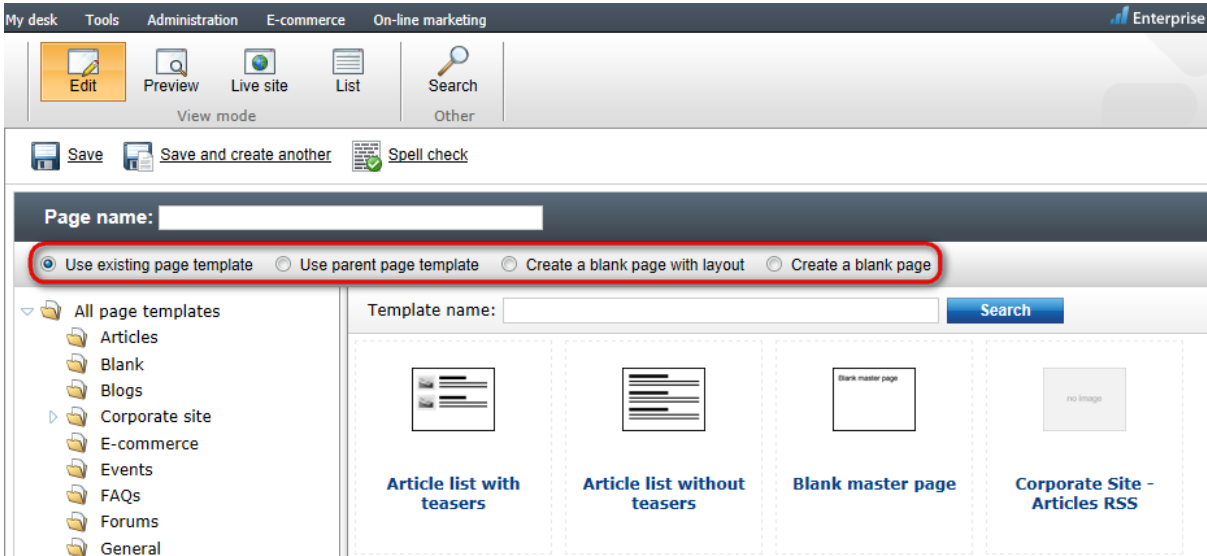 My desk Tools Administration E-commerce On-line marketing Enterprise
Edit Preview Live site List Search
View mode Other
Save Save and create another Spell check
Page name:
Use existing page template Use parent page template Create a blank page with layout Create a blank page
All page templates
Articles
Blank
Blogs
Corporate site
E-commerce
Events
FAQs
Forums
General
Template name: Search
Blank master page
no image
Article list with teasers
Article list without teasers
Blank master page
Corporate Site -
Articles RSS